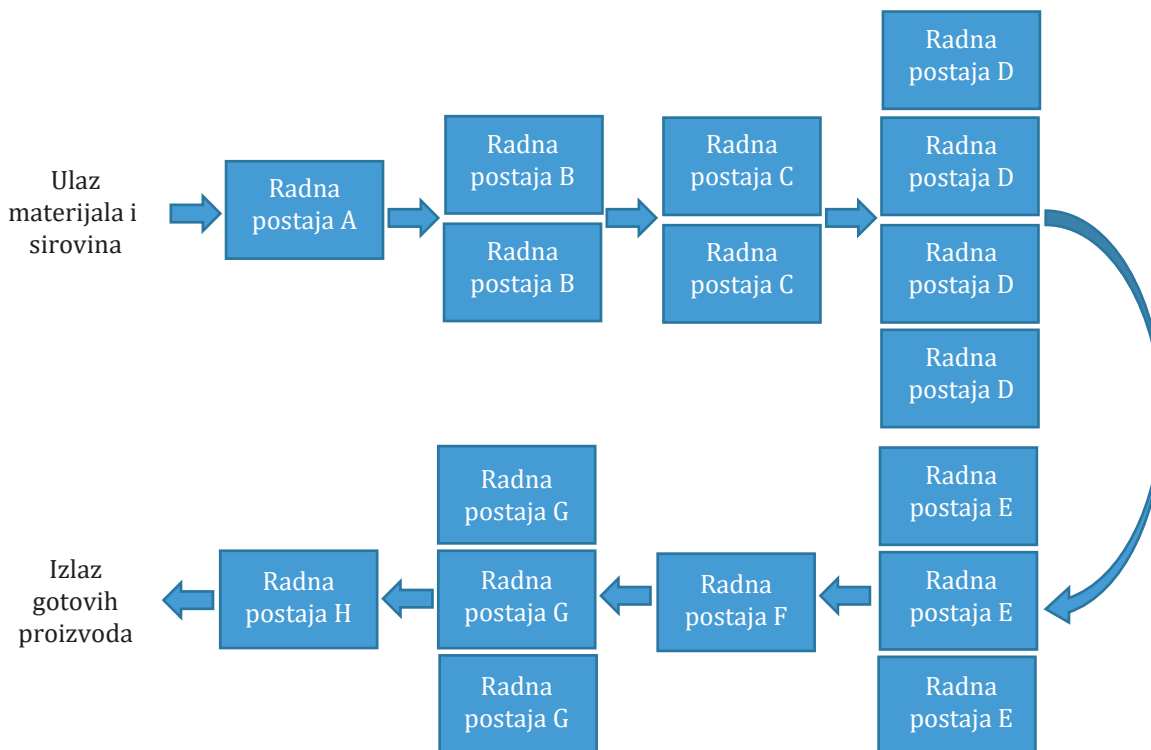 Ulaz
materijala i
sirovina
Radna
postaja A
Radna
postaja B
Radna
postaja B
Radna
postaja C
Radna
postaja C
Radna
postaja D
Radna
postaja D
Radna
postaja D
Radna
postaja D
Radna
postaja E
Radna
postaja E
Radna
postaja E
Radna
postaja F
Radna
postaja G
Radna
postaja G
Radna
postaja G
Radna
postaja H
Izlaz
gotovih
proizvoda